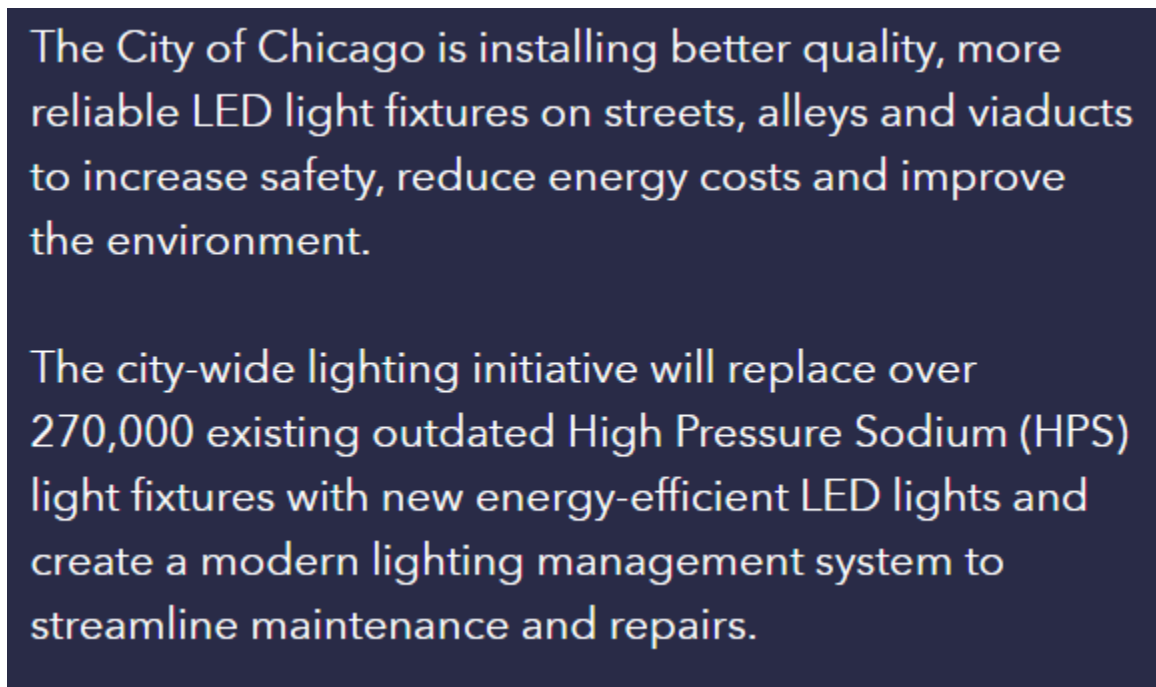 The City of Chicago is installing better quality, more
reliable LED light fixtures on streets, alleys and viaducts
to increase safety, reduce energy costs and improve
the environment.
The city-wide lighting initiative will replace over
270,000 existing outdated High Pressure Sodium (HPS)
light fixtures with new energy-efficient LED lights and
create a modern lighting management system to
streamline maintenance and repairs.